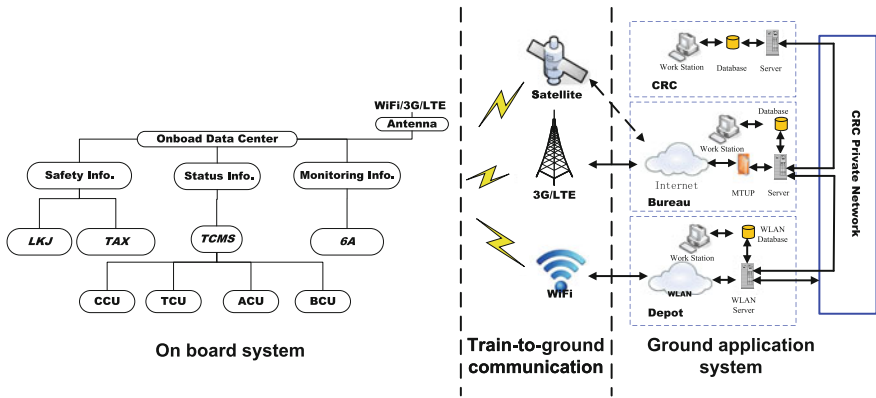 WiFi/3G/LTE
Antenna
Onboad Data Center
Safety Info.
Status Info.
Monitoring Info.
LKJ
TAX
TCMS
6A
CCU
TCU
ACU
BCU
On board system
Satellite
3G/LTE
WiFi
Train-to-ground
communication
Work Station
Database
Server
CRC
Database
Work Station
Internet
MTUP
Server
Bureau
WLAN
Database
Work Station
WLAN
WLAN
Server
Depot
CRC Private Network
Ground application
system